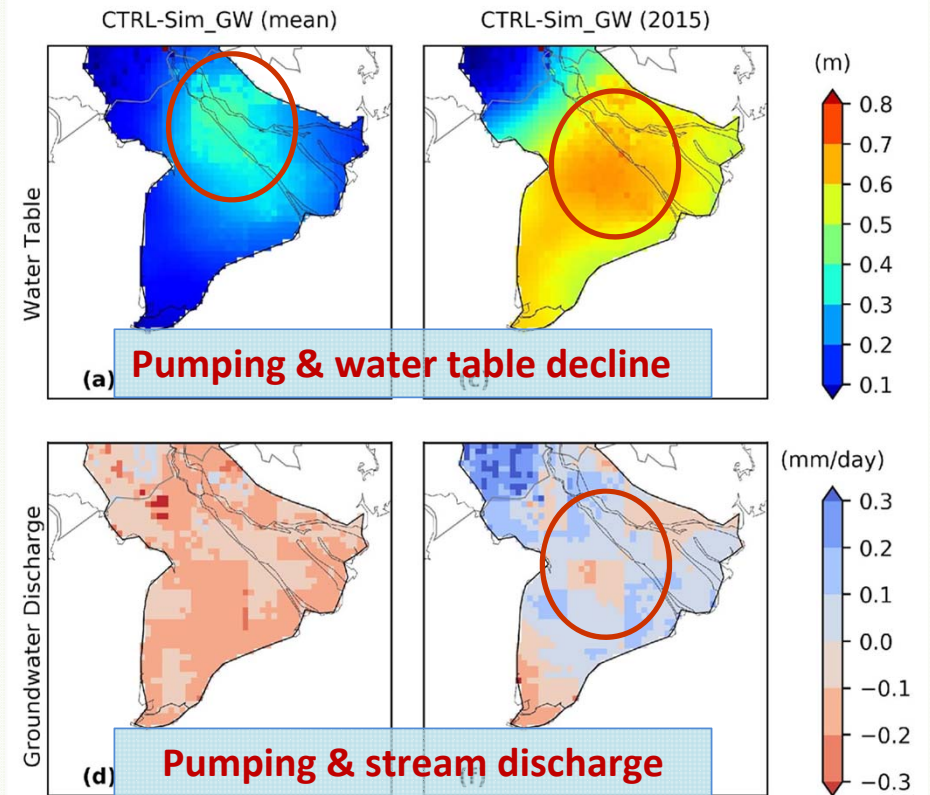 CTRL-Sim_GW (mean)
CTRL-Sim_GW (2015)
Water Table
(m)
0.8
0.7
0.6
0.5
0.4
0.3
0.2
0.1
(a)
Pumping & water table decline
Groundwater Discharge
(mm/day)
0.3
0.2
0.1
0.0
−0.1
−0.2
−0.3
(d)
Pumping & stream discharge